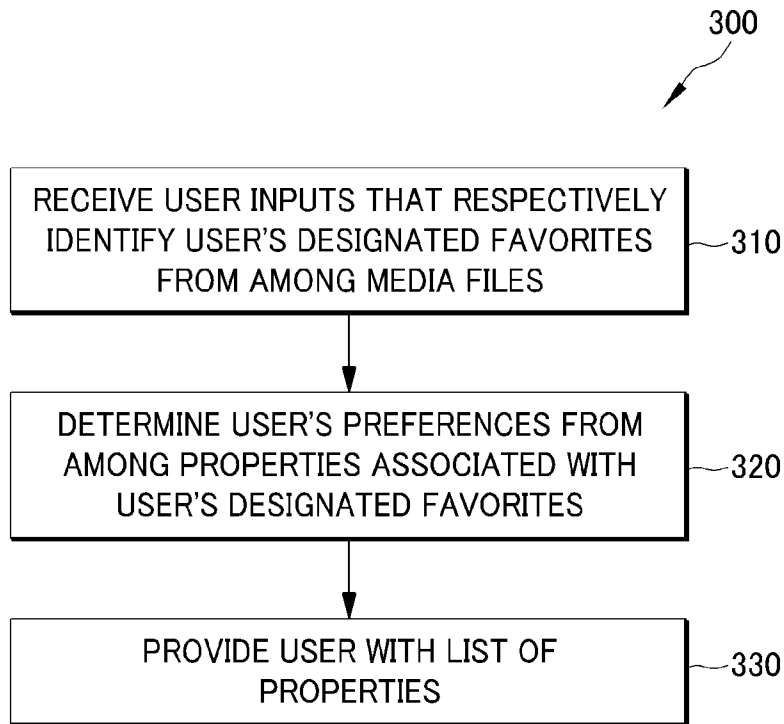 300
RECEIVE USER INPUTS THAT RESPECTIVELY
IDENTIFY USER'S DESIGNATED FAVORITES
FROM AMONG MEDIA FILES
310
DETERMINE USER'S PREFERENCES FROM
AMONG PROPERTIES ASSOCIATED WITH
USER'S DESIGNATED FAVORITES
320
PROVIDE USER WITH LIST OF
PROPERTIES
330